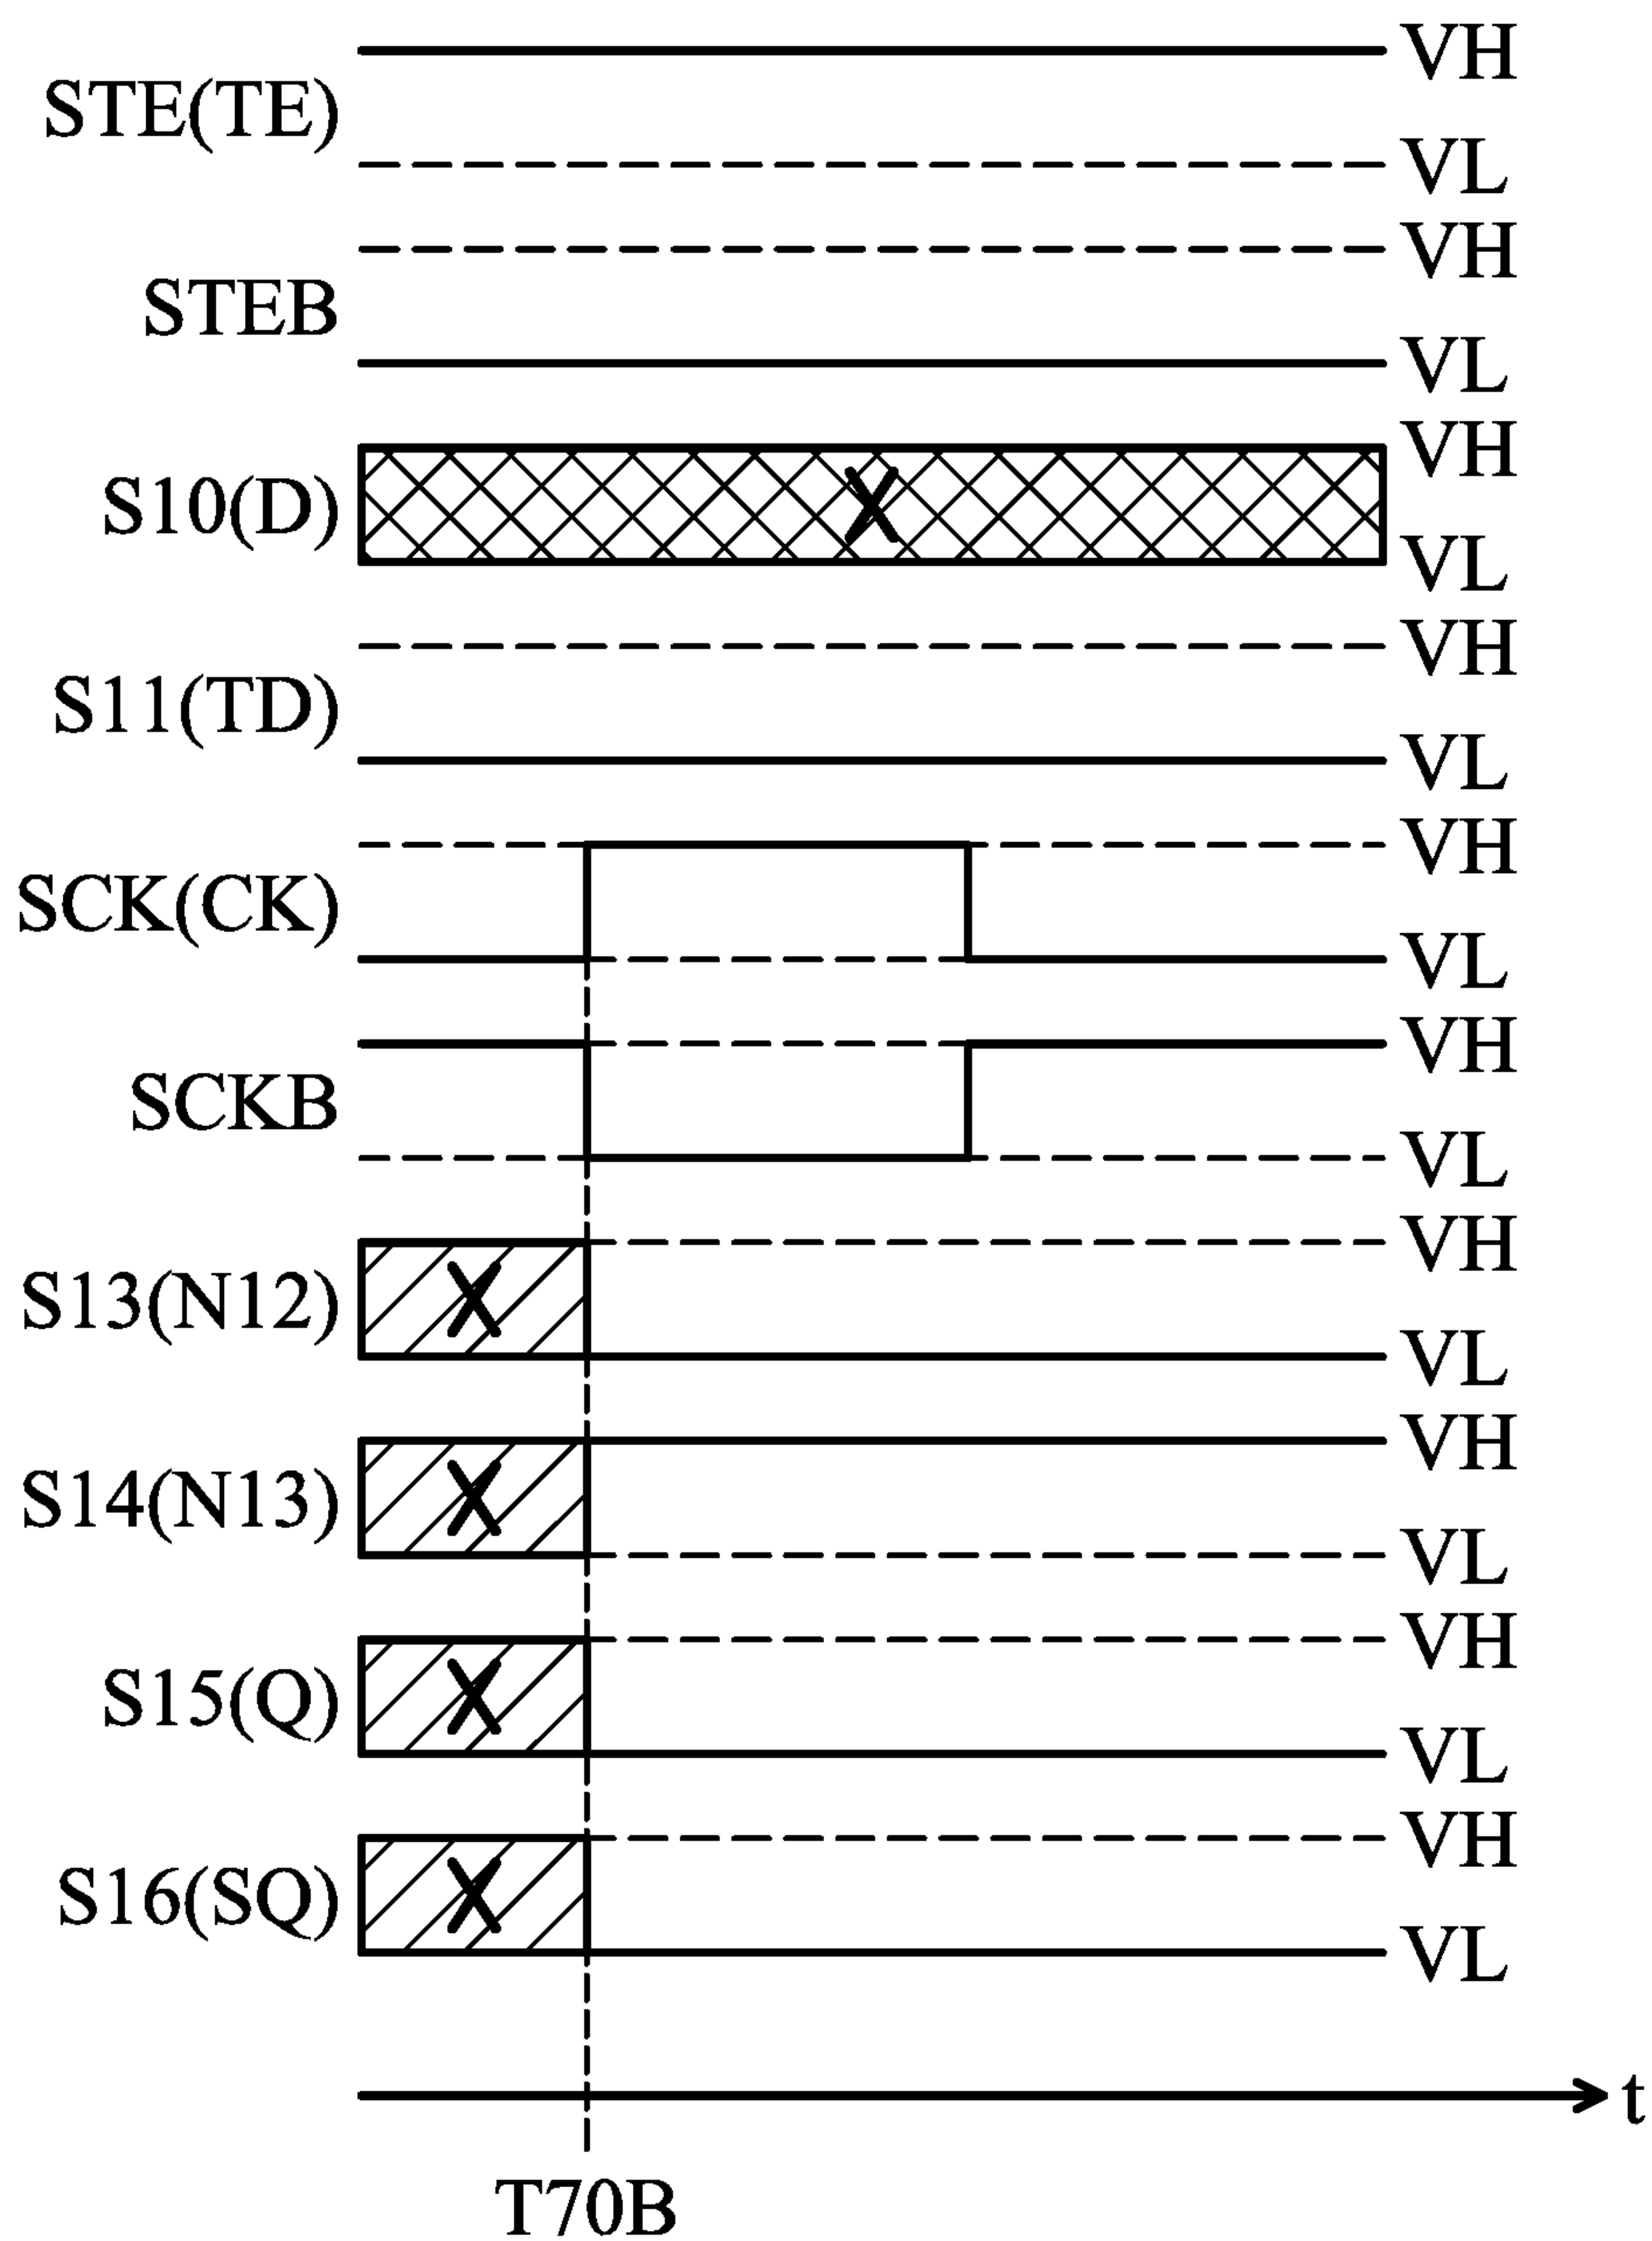 VH
STE(TE)
VL
VH
STEB
VL
VH
S10(D)
X
VL
VH
S11(TD)
VL
VH
SCK(CK)
VL
VH
SCKB
VL
VH
S13(N12)
X
VL
VH
S14(N13)
X
VL
VH
S15(Q)
X
VL
VH
S16(SQ)
X
VL
t
T70B